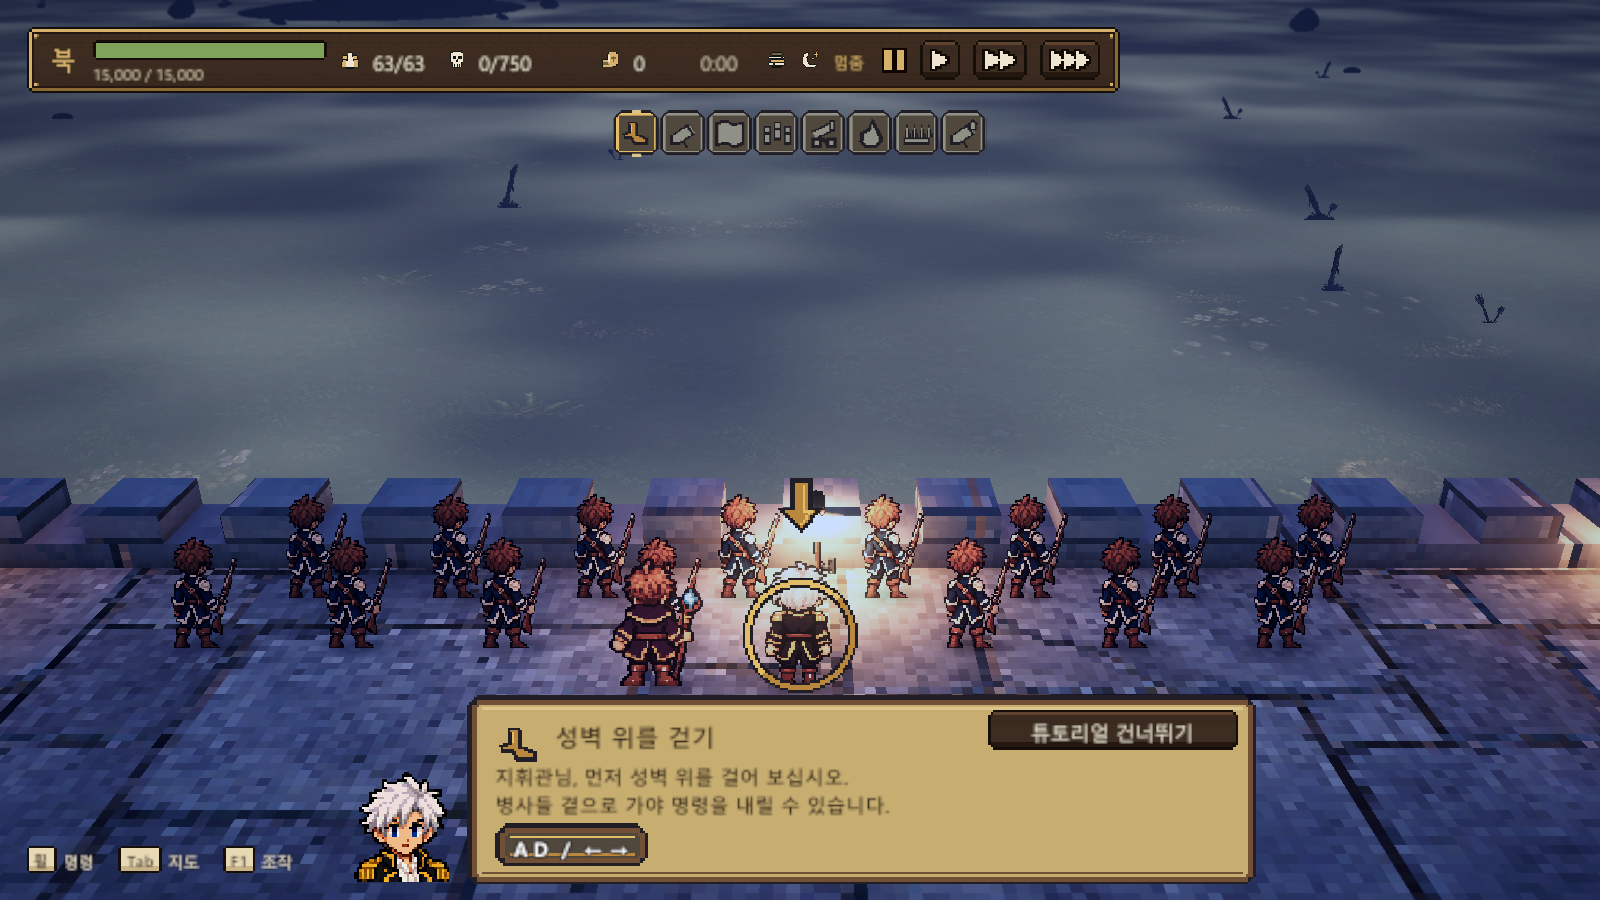 북
15,000 / 15,000
63/63
0/750
0
0:00
멈춤
성벽 위를 걷기
튜토리얼 건너뛰기
지휘관님, 먼저 성벽 위를 걸어 보십시오.
병사들 곁으로 가야 명령을 내릴 수 있습니다.
A D / ← →
휠 명령
Tab 지도
F1 조작